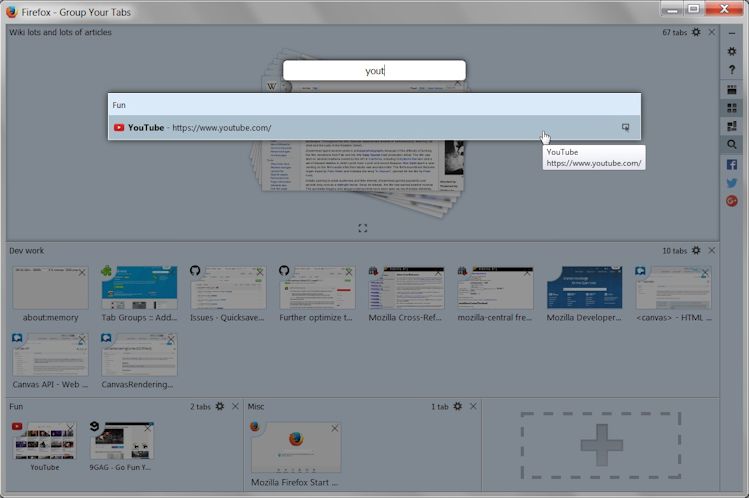 Firefox - Group Your Tabs
Wiki lots and lots of articles
67 tabs
yout
Fun
YouTube - https://www.youtube.com/
YouTube
https://www.youtube.com/
Dev work
10 tabs
about:memory
Tab Groups :: Add...
Issues · Quicksave...
Further optimize t...
Mozilla Cross-Ref...
mozilla-central fre...
Mozilla Developer...
<canvas> - HTML ...
Canvas API - Web ...
CanvasRendering...
Fun
2 tabs
Misc
1 tab
YouTube
9GAG - Go Fun Y...
Mozilla Firefox Start ...